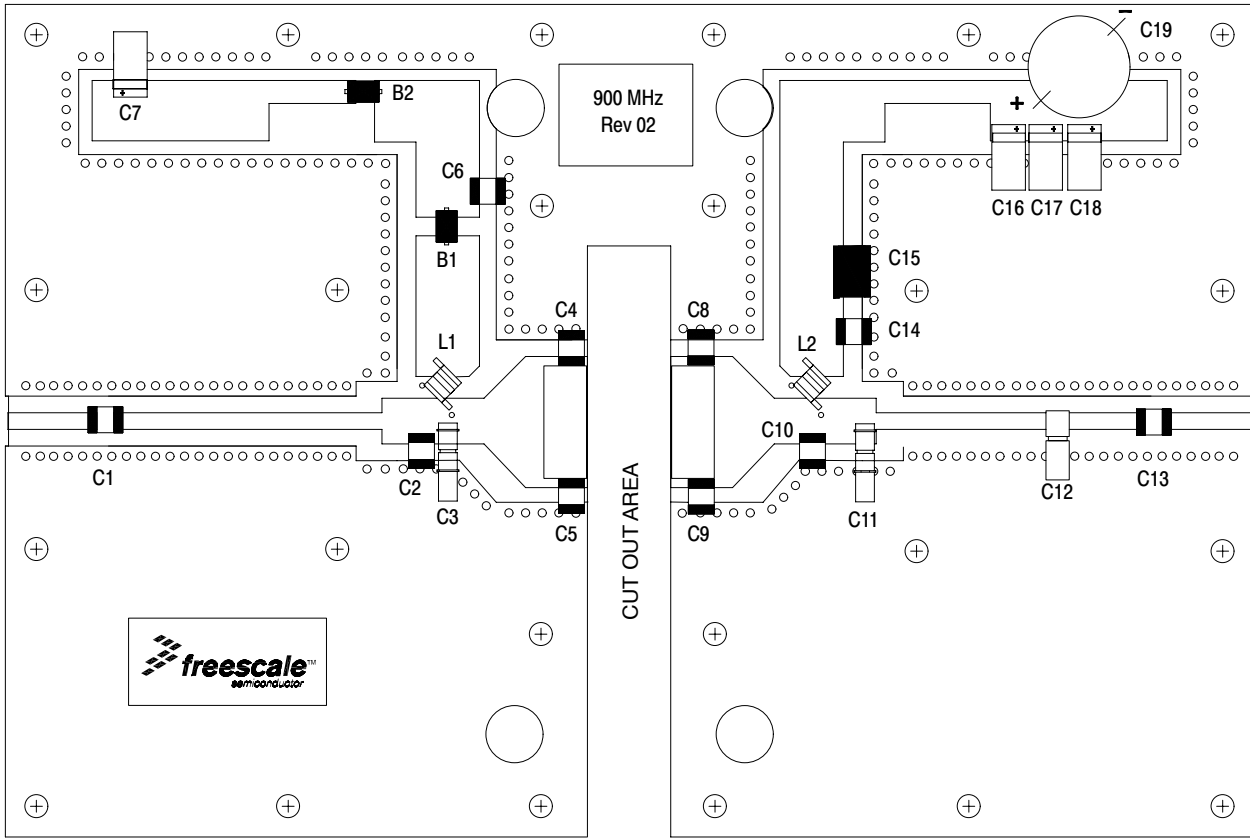 C19
C7
B2
900 MHz
Rev 02
+
–
C6
C16 C17 C18
B1
C15
C4
C8
C14
L1
L2
C1
C2
C3
C10
C5
C9
C11
C12
C13
CUT OUT AREA
freescale™
semiconductor